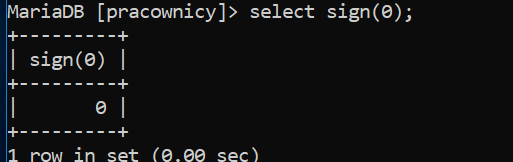 MariaDB [pracownicy]> select sign(0);
+---------+
| sign(0) |
+---------+
|       0 |
+---------+
1 row in set (0.00 sec)